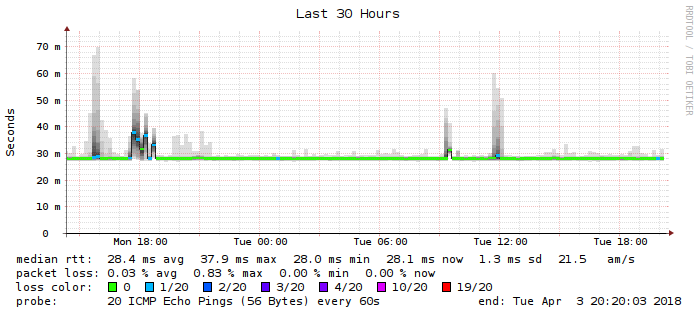 Last 30 Hours
RRDTOOL / TOBI OETIKER
Seconds
70 m
60 m
50 m
40 m
30 m
20 m
10 m
0
Mon 18:00 Tue 00:00 Tue 06:00 Tue 12:00 Tue 18:00
median rtt: 28.4 ms avg 37.9 ms max 28.0 ms min 28.1 ms now 1.3 ms sd 21.5 am/s
packet loss: 0.03 % avg 0.83 % max 0.00 % min 0.00 % now
loss color: 0 1/20 2/20 3/20 4/20 10/20 19/20
probe: 20 ICMP Echo Pings (56 Bytes) every 60s end: Tue Apr 3 20:20:03 2018